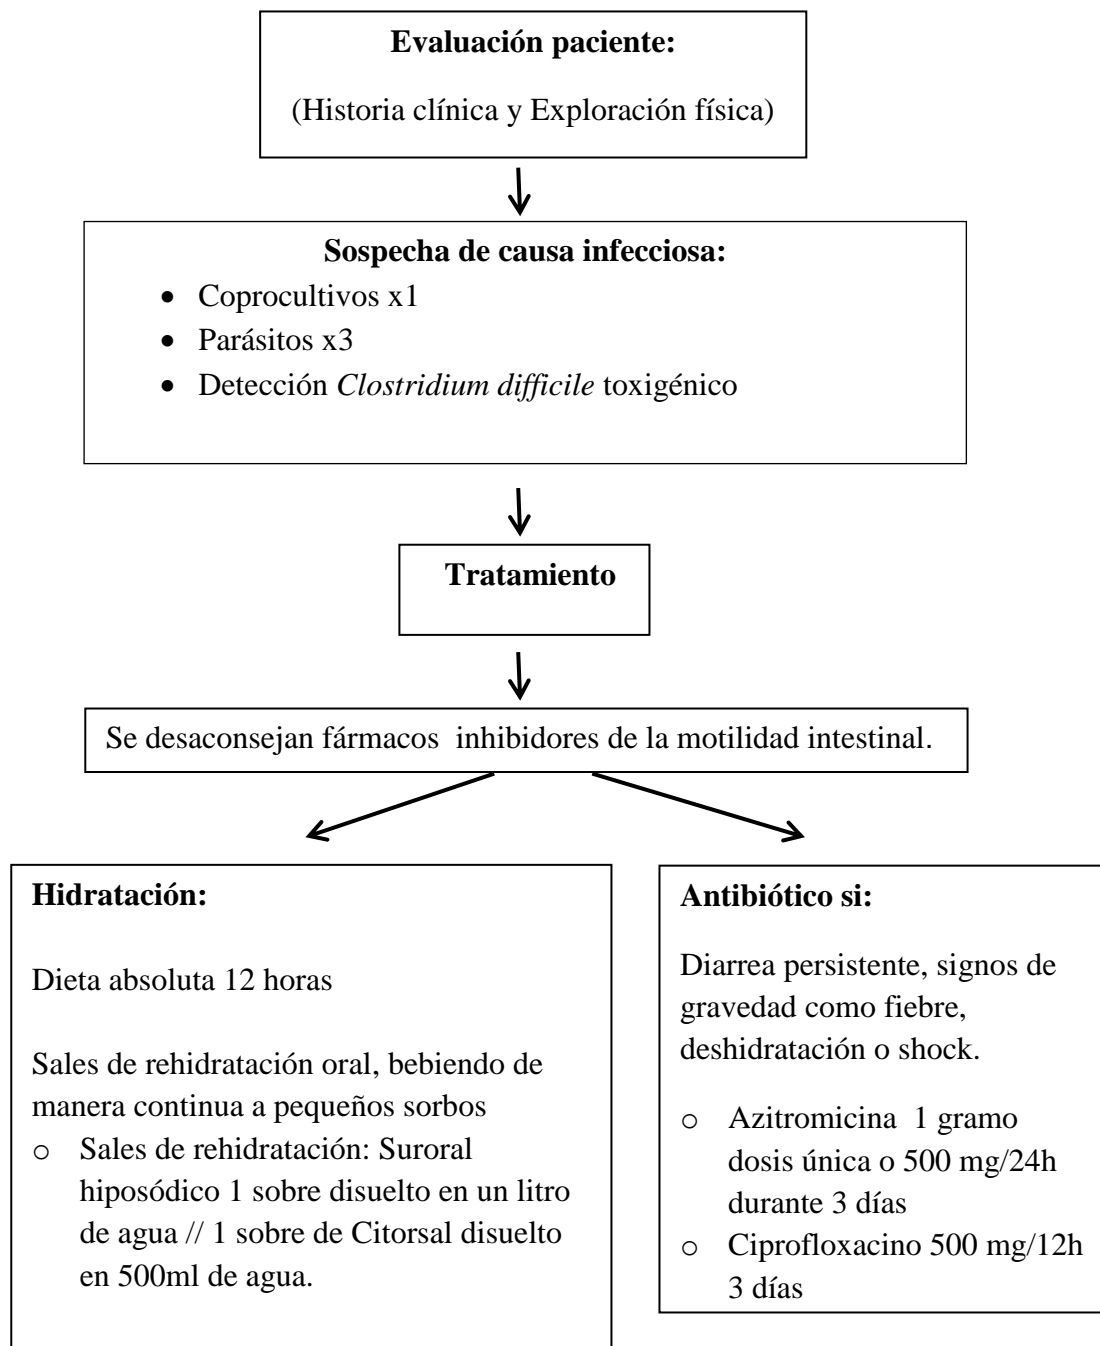 Evaluación paciente:
(Historia clínica y Exploración física)
Sospecha de causa infecciosa:
• Coprocultivos x1
• Parásitos x3
• Detección Clostridium difficile toxigénico
Tratamiento
Se desaconsejan fármacos inhibidores de la motilidad intestinal.
Hidratación:
Dieta absoluta 12 horas
Sales de rehidratación oral, bebiendo de
manera continua a pequeños sorbos
o Sales de rehidratación: Suroral
hiposódico 1 sobre disuelto en un litro
de agua // 1 sobre de Citorsal disuelto
en 500ml de agua.
Antibiótico si:
Diarrea persistente, signos de
gravedad como fiebre,
deshidratación o shock.
o Azitromicina 1 gramo
dosis única o 500 mg/24h
durante 3 días
o Ciprofloxacino 500 mg/12h
3 días